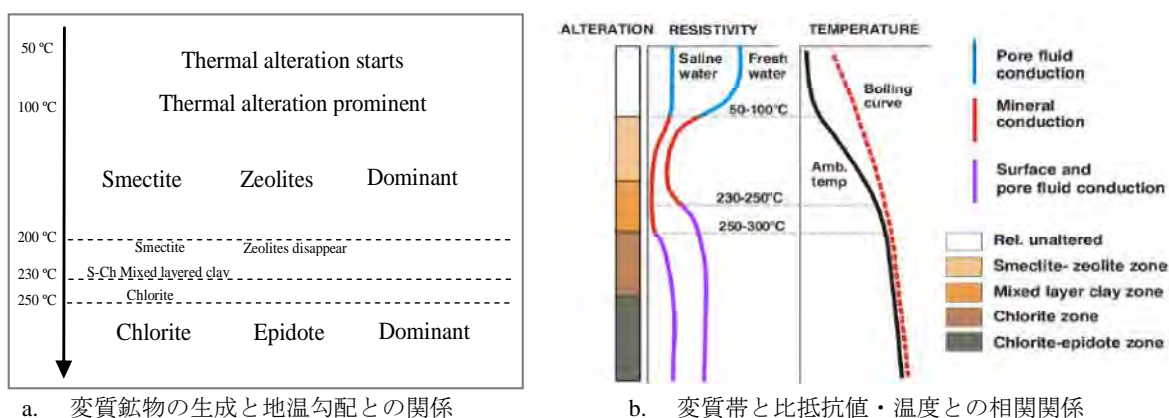 50 ºC
Thermal alteration starts
100 ºC
Thermal alteration prominent
Smectite Zeolites Dominant
200 ºC
Smectite Zeolites disappear
S-Ch Mixed layered clay
230 ºC
Chlorite
250 ºC
Chlorite Epidote Dominant
a. 変質鉱物の生成と地温勾配との関係
ALTERATION RESISTIVITY TEMPERATURE
Saline water
Fresh water
Boiling curve
50-100°C
Amb. temp
230-250°C
250-300°C
Pore fluid conduction
Mineral conduction
Surface and pore fluid conduction
Rel. unaltered
Smectite- zeolite zone
Mixed layer clay zone
Chlorite zone
Chlorite-epidote zone
b. 変質帯と比抵抗値・温度との相関関係